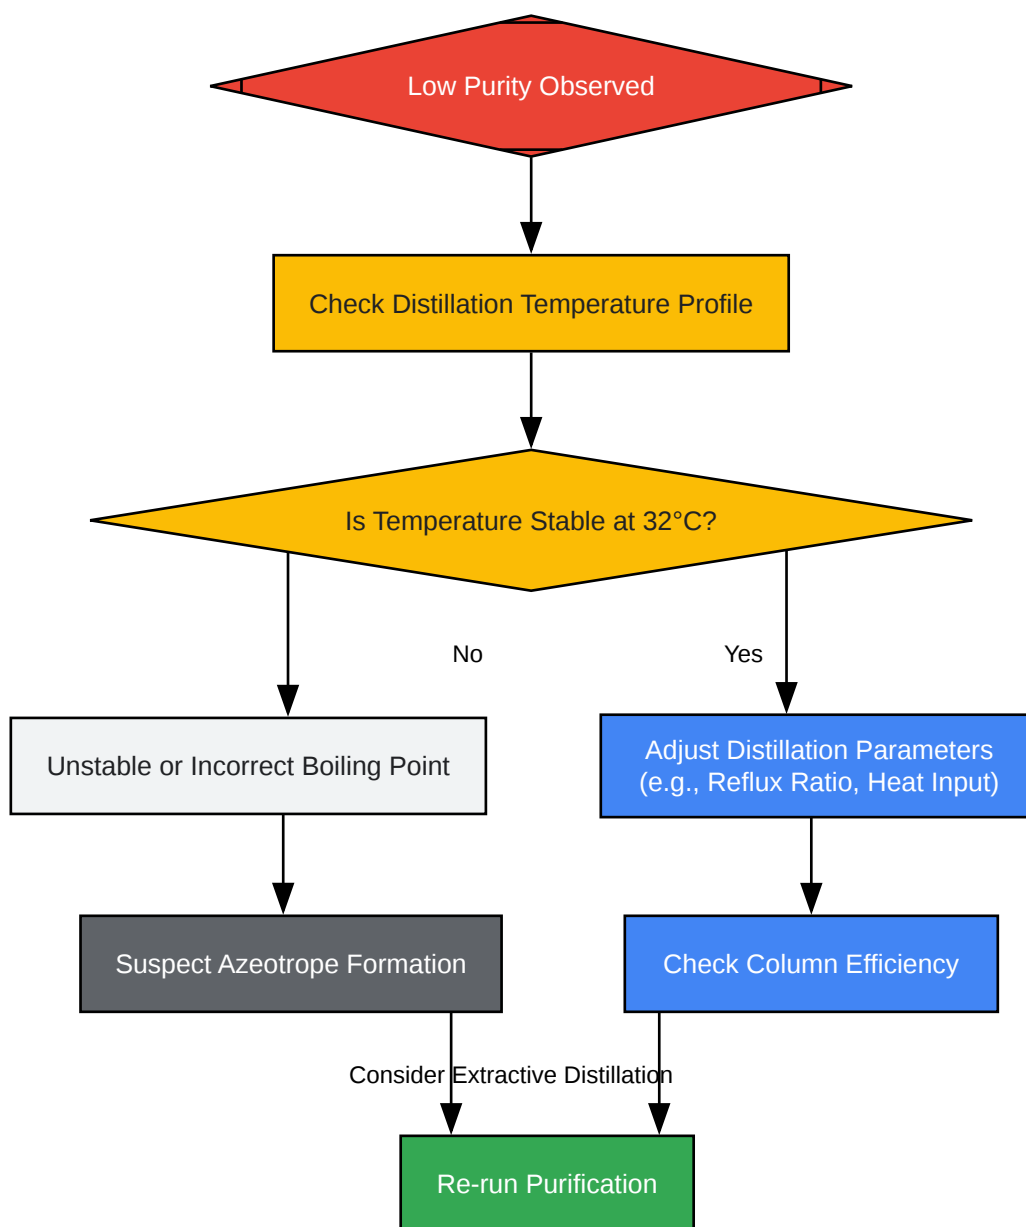 Low Purity Observed
Check Distillation Temperature Profile
Is Temperature Stable at 32°C?
No
Yes
Unstable or Incorrect Boiling Point
Adjust Distillation Parameters
(e.g., Reflux Ratio, Heat Input)
Suspect Azeotrope Formation
Check Column Efficiency
Consider Extractive Distillation
Re-run Purification